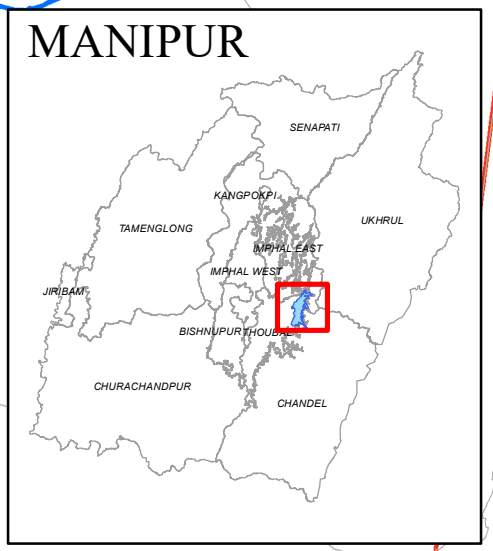 MANIPUR
SENAPATI
KANGPOKPI
UKHRUL
TAMENGLONG
IMPHAL EAST
IMPHAL WEST
JIRIBAM
BISHNUPUR
THOUBAL
CHURACHANDPUR
CHANDEL